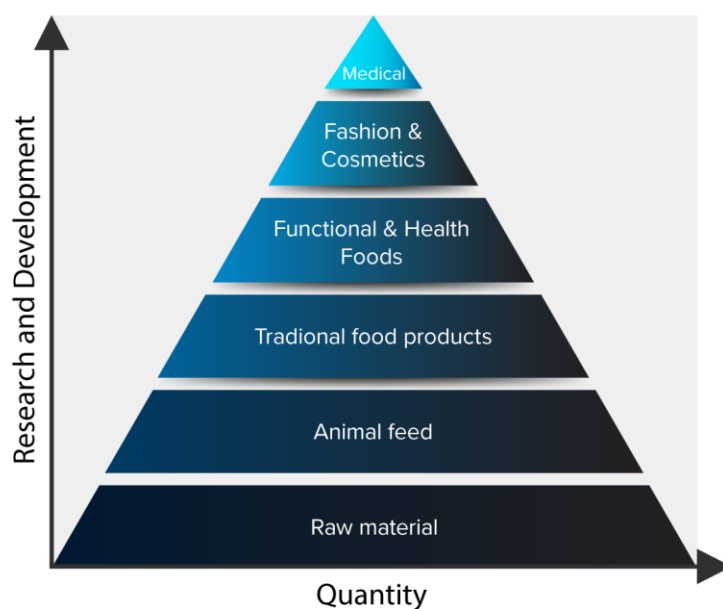 Medical
Fashion &
Cosmetics
Functional & Health
Foods
Tradional food products
Animal feed
Raw material
Research and Development
Quantity